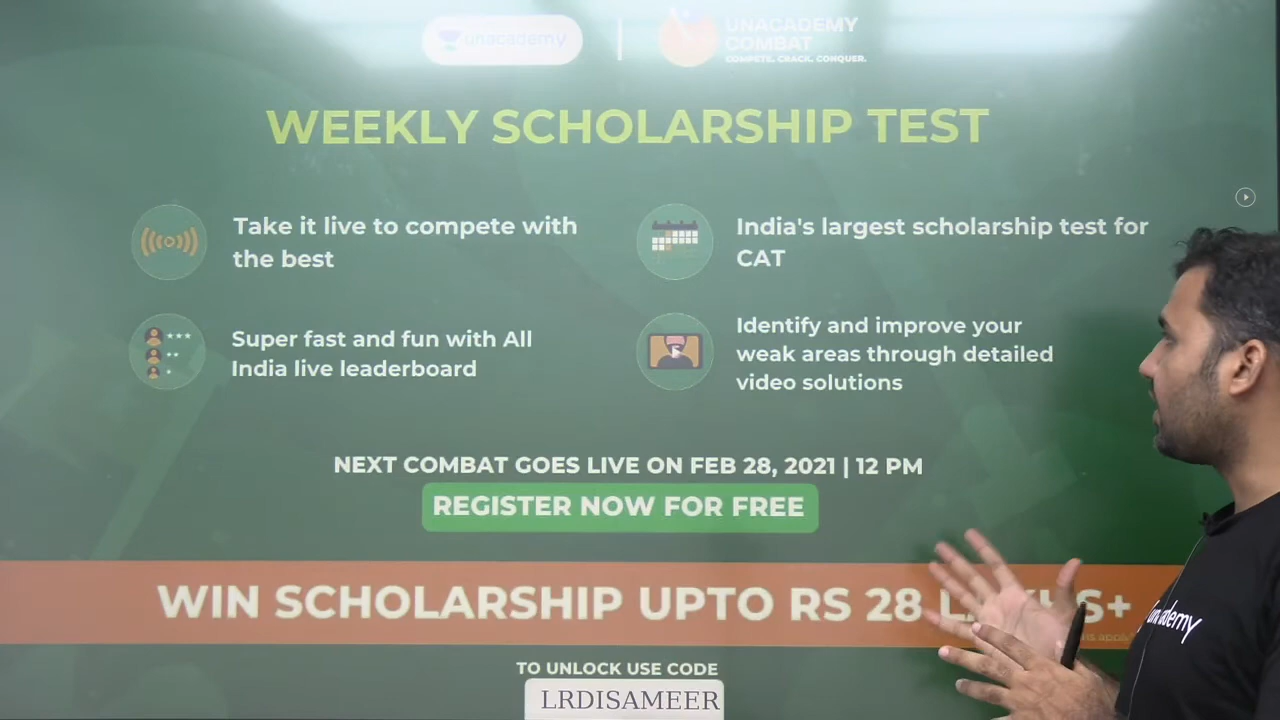 unacademy
UNACADEMY
COMBAT
COMPETE. CRACK. CONQUER.
WEEKLY SCHOLARSHIP TEST
Take it live to compete with
the best
India's largest scholarship test for
CAT
Super fast and fun with All
India live leaderboard
Identify and improve your
weak areas through detailed
video solutions
NEXT COMBAT GOES LIVE ON FEB 28, 2021 | 12 PM
REGISTER NOW FOR FREE
WIN SCHOLARSHIP UPTO RS 28
TO UNLOCK USE CODE
LRDISAMEER